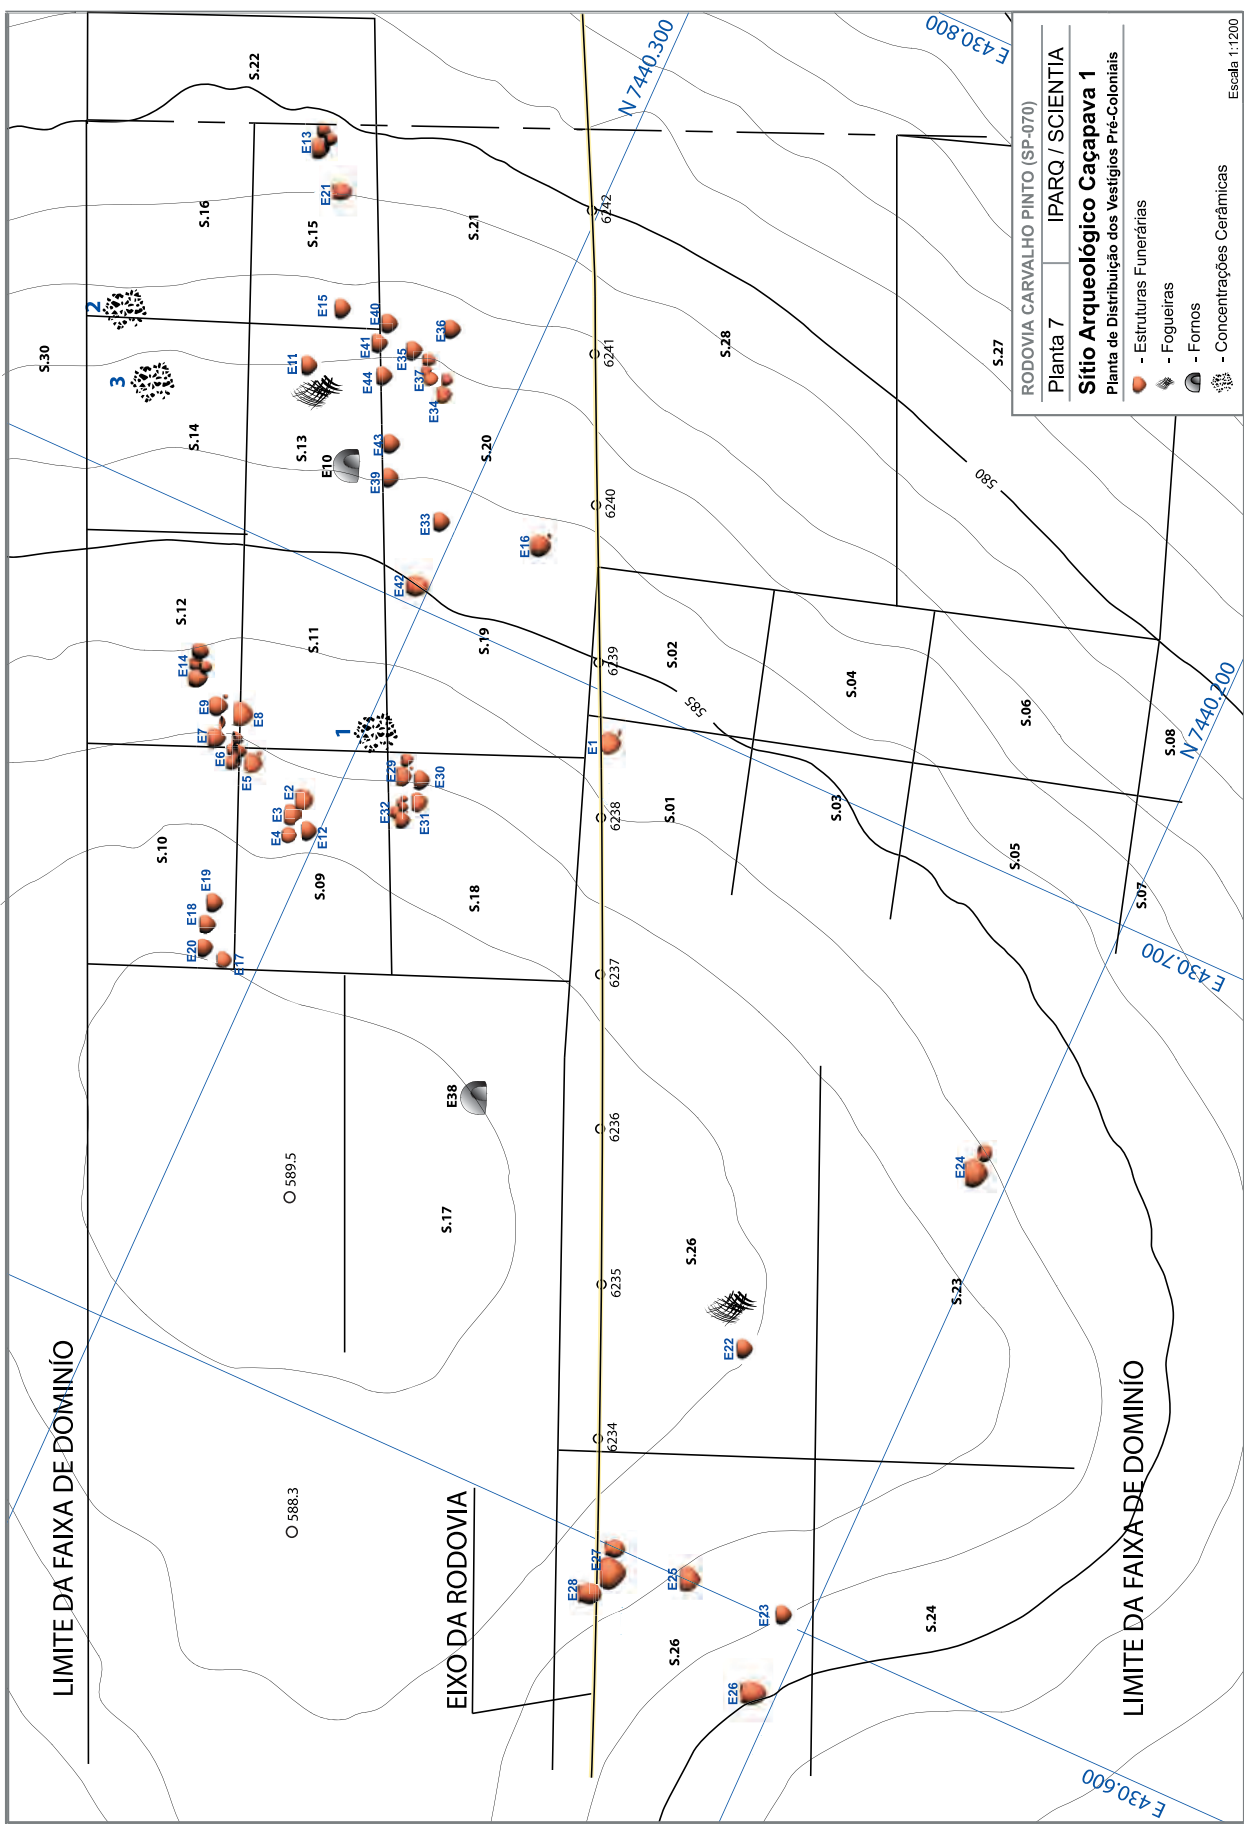 RODOVIA CARVALHO PINTO (SP-070)
Planta 7
IPARQ / SCIENTIA
Sítio Arqueológico Caçapava 1
Planta de Distribuição dos Vestígios Pré-Coloniais
- Estruturas Funerárias
- Fogueiras
- Fornos
- Concentrações Cerâmicas
Escala 1:1200
LIMITE DA FAIXA DE DOMINÍO
EIXO DA RODOVIA
LIMITE DA FAIXA DE DOMINÍO
N 7440.300
E 430.800
N 7440.200
E 430.700
E 430.600
S.30
S.22
S.16
S.15
S.21
S.14
S.13
S.20
S.28
S.27
S.12
S.11
S.19
S.02
S.04
S.06
S.08
S.10
S.09
S.18
S.01
S.03
S.05
S.07
S.17
S.26
S.23
S.26
S.24
2
3
1
E13
E21
E15
E40
E41
E36
E35
E11
E44
E37
E34
E43
E10
E39
E33
E16
E42
E14
E9
E8
E7
E6
E5
E2
E3
E4
E12
E29
E30
E32
E31
E1
E19
E18
E20
E17
E38
E24
E22
E27
E28
E25
E23
E26
6242
6241
6240
6239
6238
6237
6236
6235
6234
580
585
589.5
588.3